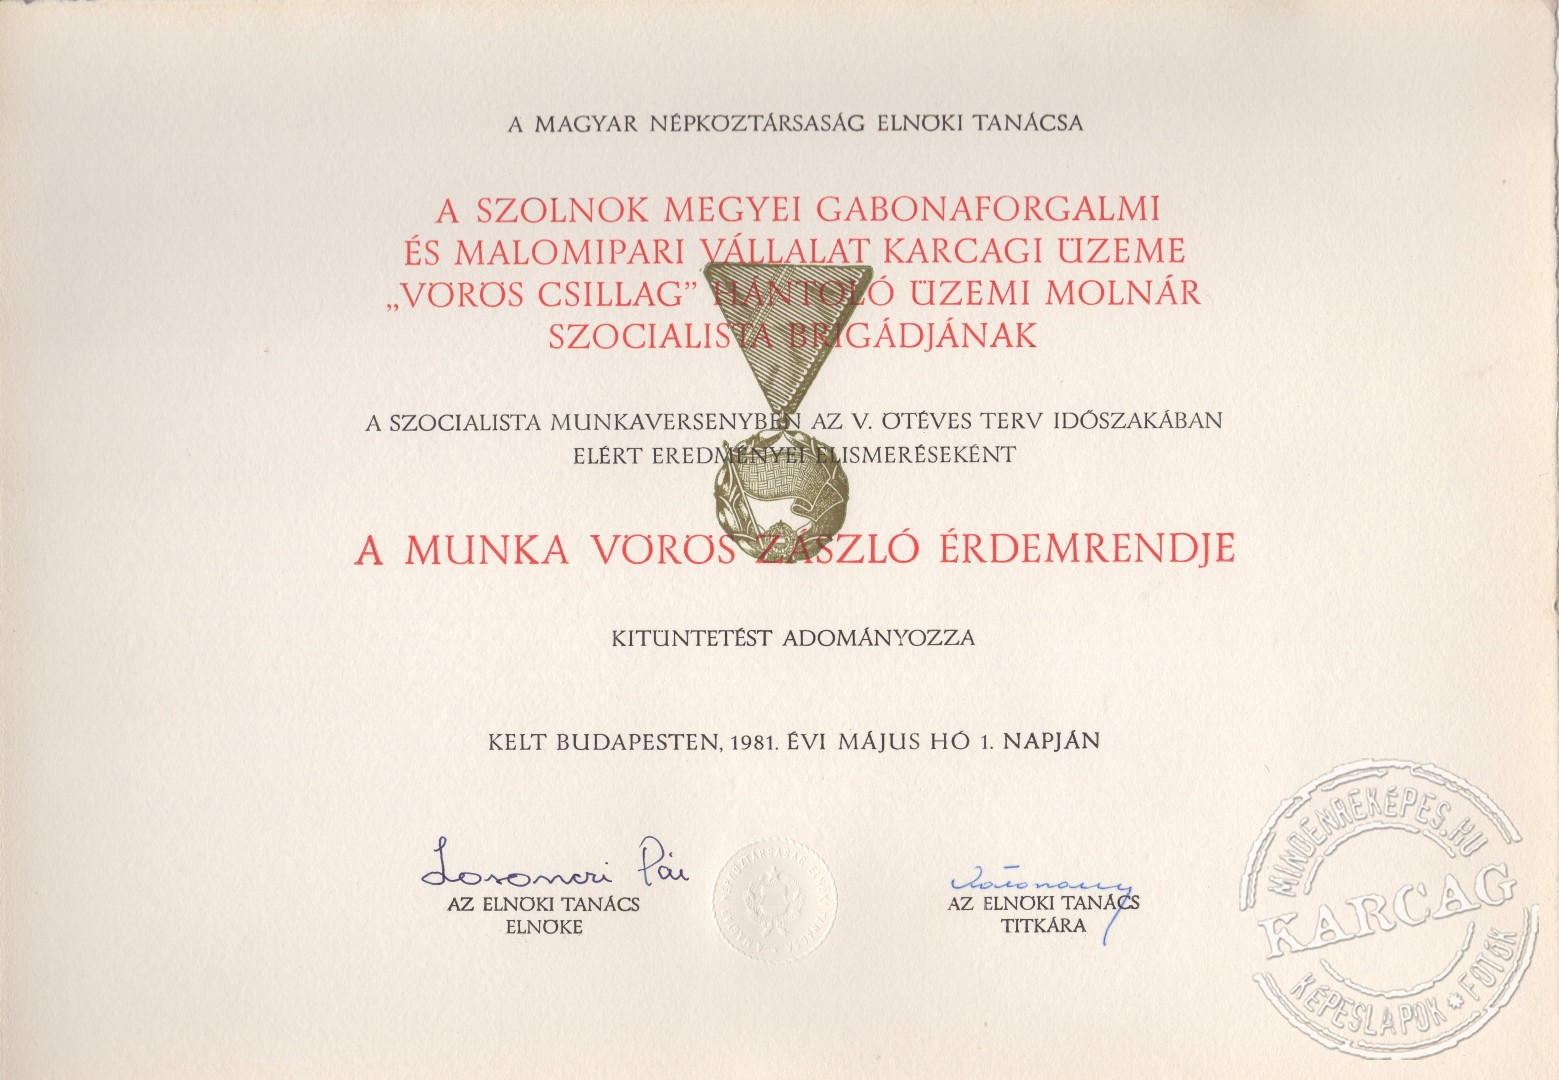 A MAGYAR NÉPKÖZTÁRSASÁG ELNÖKI TANÁCSA
A SZOLNOK MEGYEI GABONAFORGALMI
ÉS MALOMIPARI VÁLLALAT KARCAGI ÜZEME
„VÖRÖS CSILLAG” HÁNTOLÓ ÜZEMI MOLNÁR
SZOCIALISTA BRIGÁDJÁNAK
A SZOCIALISTA MUNKAVERSENYBEN AZ V. ÖTÉVES TERV IDŐSZAKÁBAN
ELÉRT EREDMÉNYEI ELISMERÉSEKÉNT
A MUNKA VÖRÖS ZÁSZLÓ ÉRDEMRENDJE
KITÜNTETÉST ADOMÁNYOZZA
KELT BUDAPESTEN, 1981. ÉVI MÁJUS HÓ 1. NAPJÁN
Losonczi Pál
AZ ELNÖKI TANÁCS
ELNÖKE
AZ ELNÖKI TANÁCS
TITKÁRA
MINDENREKÉPES.HU
KARCAG
KÉPESLAPOK * FOTÓK